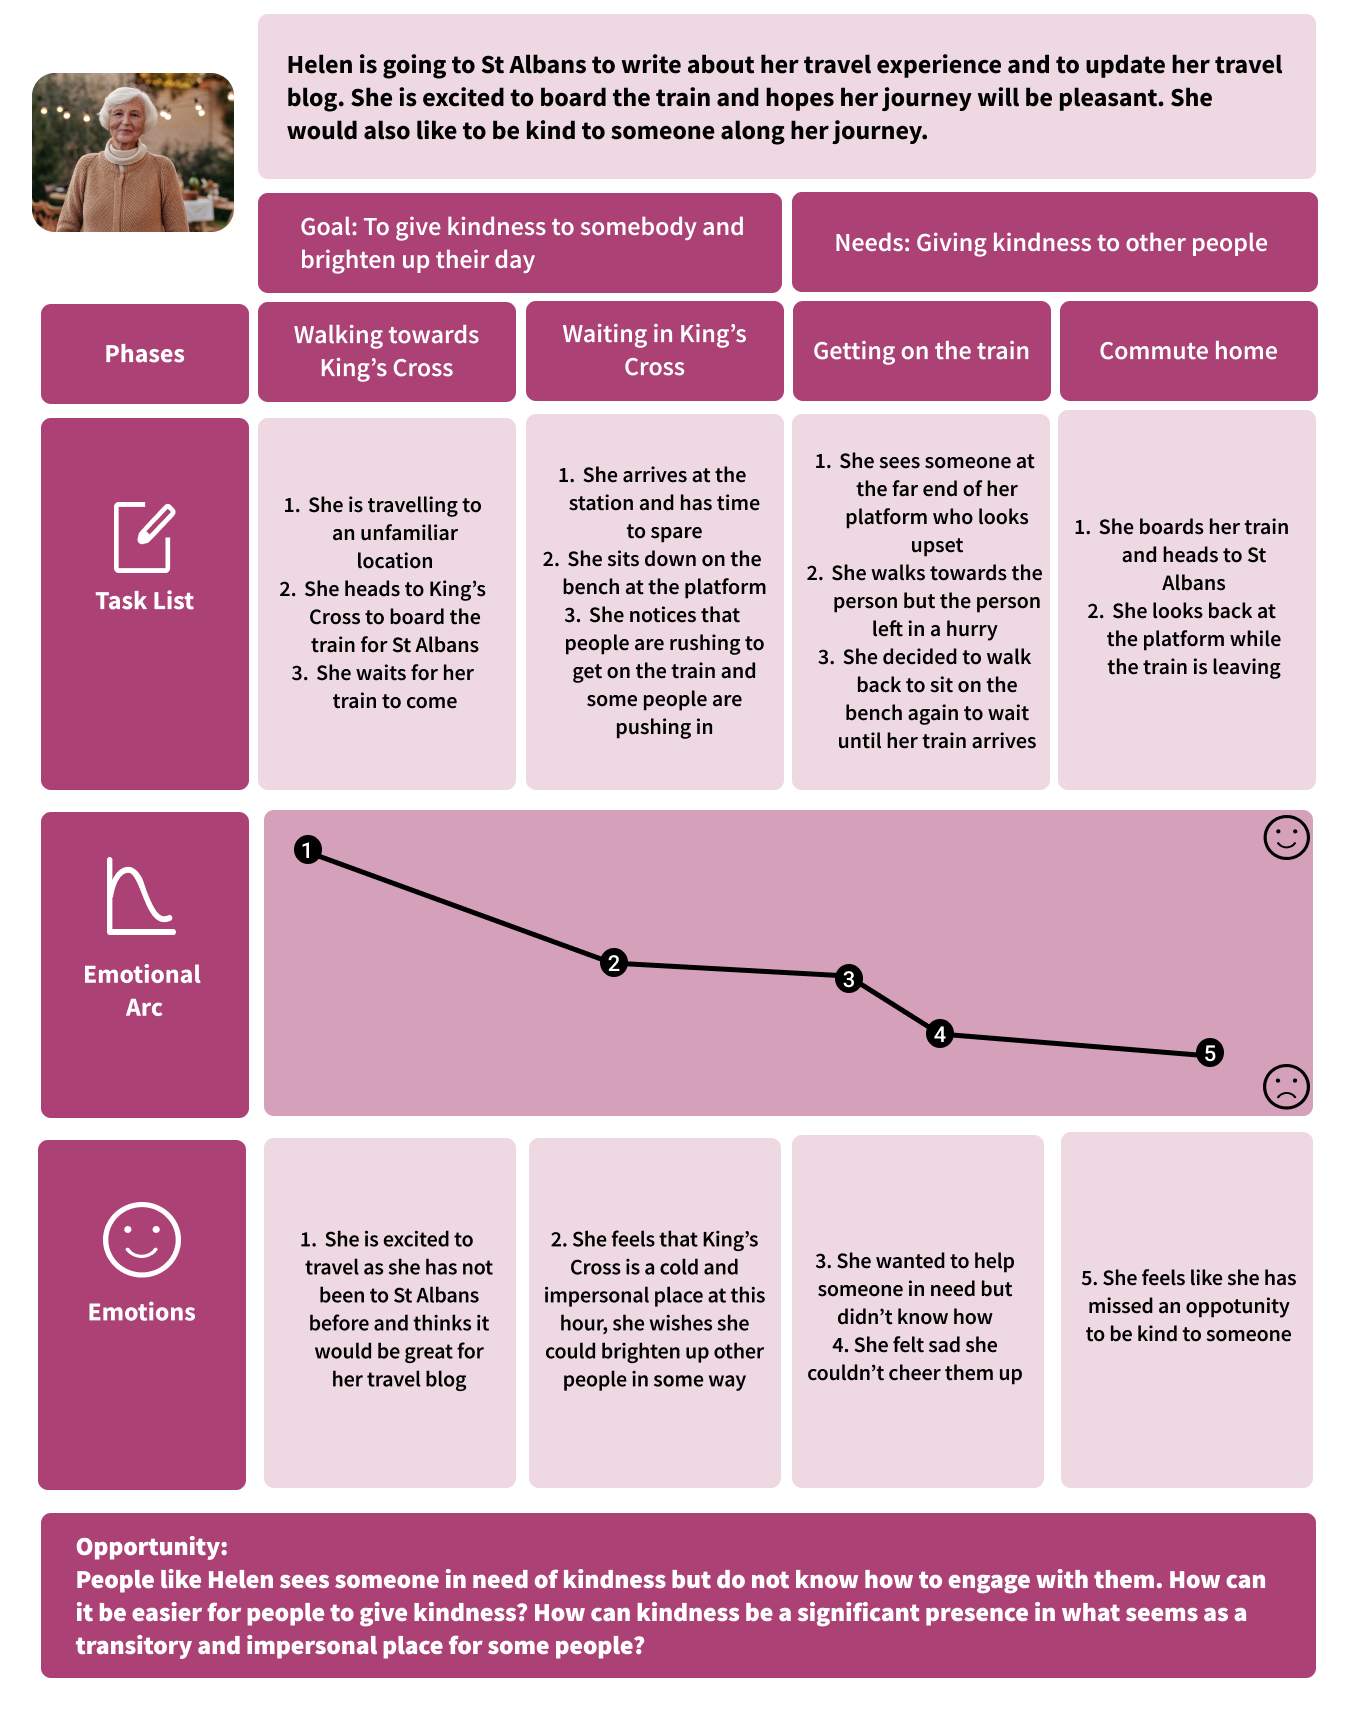 Helen is going to St Albans to write about her travel experience and to update her travel
blog. She is excited to board the train and hopes her journey will be pleasant. She
would also like to be kind to someone along her journey.
Goal: To give kindness to somebody and
brighten up their day
Needs: Giving kindness to other people
Phases
Walking towards
King’s Cross
Waiting in King’s
Cross
Getting on the train
Commute home
Task List
1. She is travelling to
an unfamiliar
location
2. She heads to King’s
Cross to board the
train for St Albans
3. She waits for her
train to come
1. She arrives at the
station and has time
to spare
2. She sits down on the
bench at the platform
3. She notices that
people are rushing to
get on the train and
some people are
pushing in
1. She sees someone at
the far end of her
platform who looks
upset
2. She walks towards the
person but the person
left in a hurry
3. She decided to walk
back to sit on the
bench again to wait
until her train arrives
1. She boards her train
and heads to St
Albans
2. She looks back at
the platform while
the train is leaving
Emotional
Arc
1
2
3
4
5
Emotions
1. She is excited to
travel as she has not
been to St Albans
before and thinks it
would be great for
her travel blog
2. She feels that King’s
Cross is a cold and
impersonal place at this
hour, she wishes she
could brighten up other
people in some way
3. She wanted to help
someone in need but
didn’t know how
4. She felt sad she
couldn’t cheer them up
5. She feels like she has
missed an oppotunity
to be kind to someone
Opportunity:
People like Helen sees someone in need of kindness but do not know how to engage with them. How can
it be easier for people to give kindness? How can kindness be a significant presence in what seems as a
transitory and impersonal place for some people?